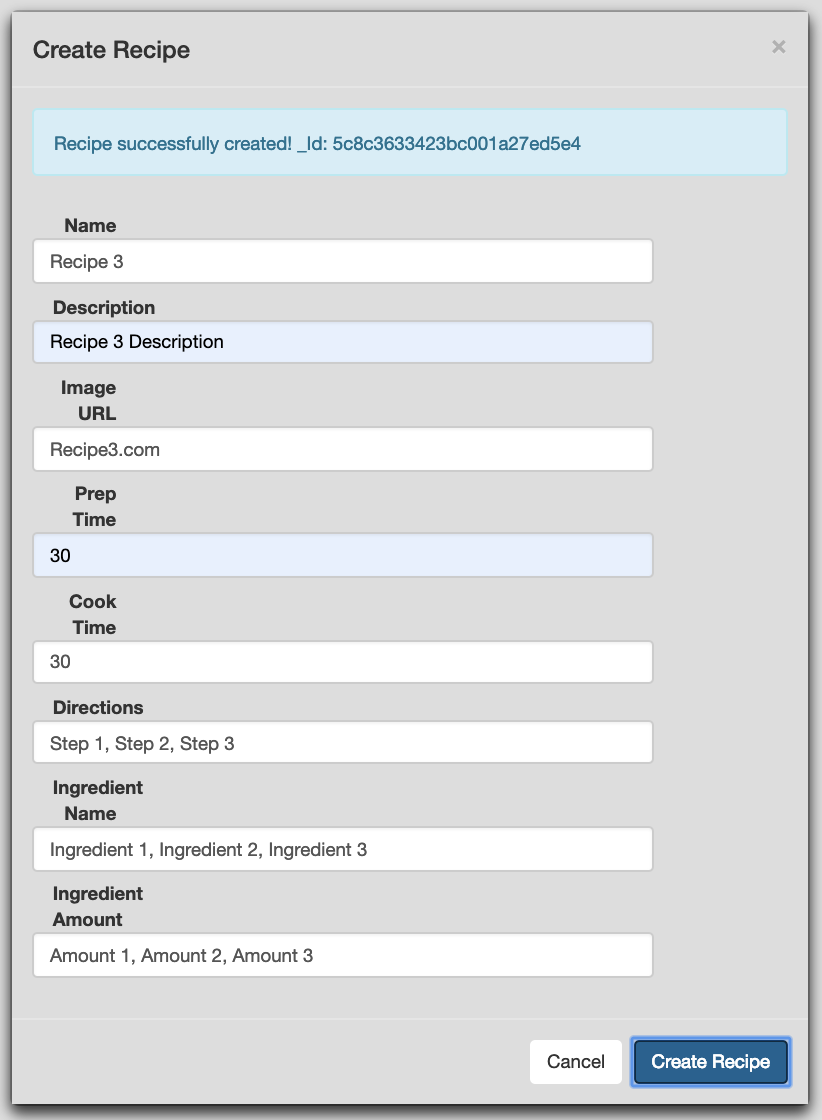 Create Recipe ×
Recipe successfully created! _Id: 5c8c3633423bc001a27ed5e4
Name
Recipe 3
Description
Recipe 3 Description
Image
URL
Recipe3.com
Prep
Time
30
Cook
Time
30
Directions
Step 1, Step 2, Step 3
Ingredient
Name
Ingredient 1, Ingredient 2, Ingredient 3
Ingredient
Amount
Amount 1, Amount 2, Amount 3
Cancel Create Recipe